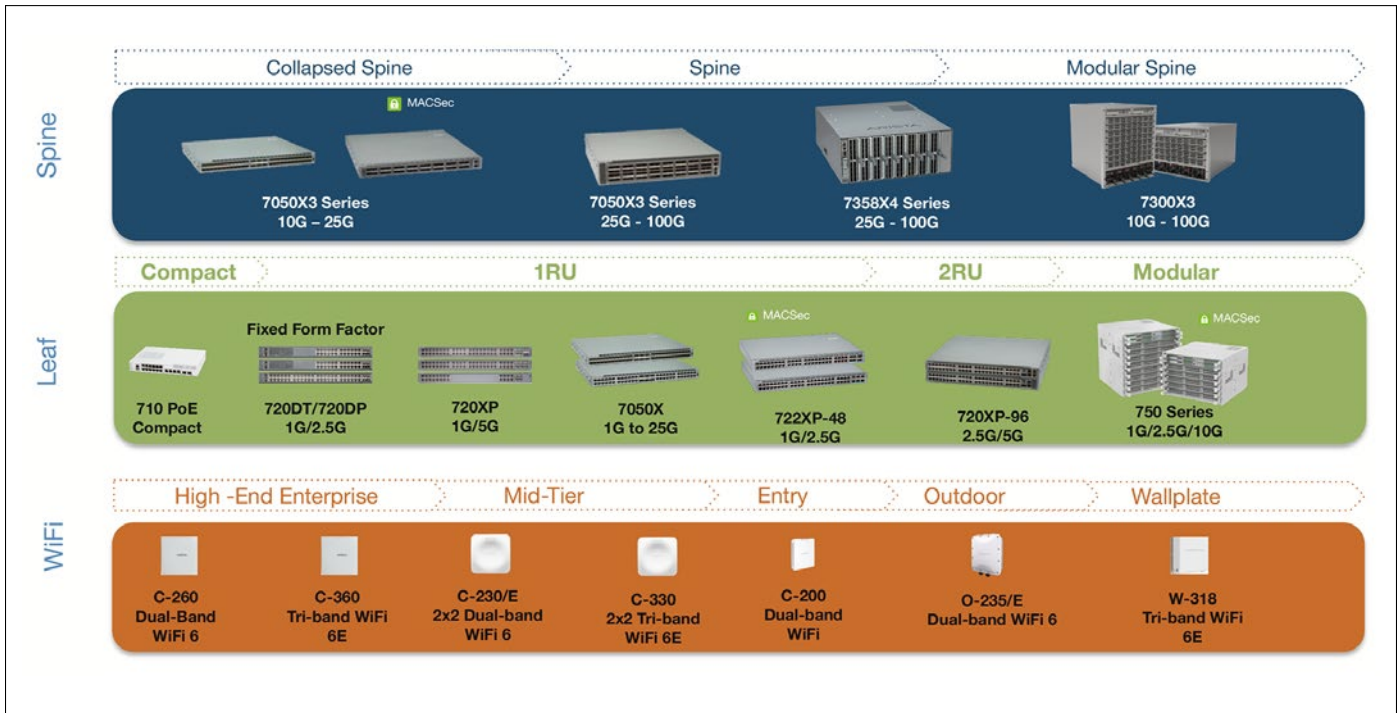 Spine
Collapsed Spine
Spine
Modular Spine
MACSec
ARISTA
7050X3 Series
10G – 25G
7050X3 Series
25G - 100G
7358X4 Series
25G - 100G
7300X3
10G - 100G
Leaf
Compact
1RU
2RU
Modular
Fixed Form Factor
MACSec
MACSec
710 PoE
Compact
720DT/720DP
1G/2.5G
720XP
1G/5G
7050X
1G to 25G
722XP-48
1G/2.5G
720XP-96
2.5G/5G
750 Series
1G/2.5G/10G
WiFi
High -End Enterprise
Mid-Tier
Entry
Outdoor
Wallplate
C-260
Dual-Band
WiFi 6
C-360
Tri-band WiFi
6E
C-230/E
2x2 Dual-band
WiFi 6
C-330
2x2 Tri-band
WiFi 6E
C-200
Dual-band
WiFi
O-235/E
Dual-band WiFi 6
W-318
Tri-band WiFi
6E